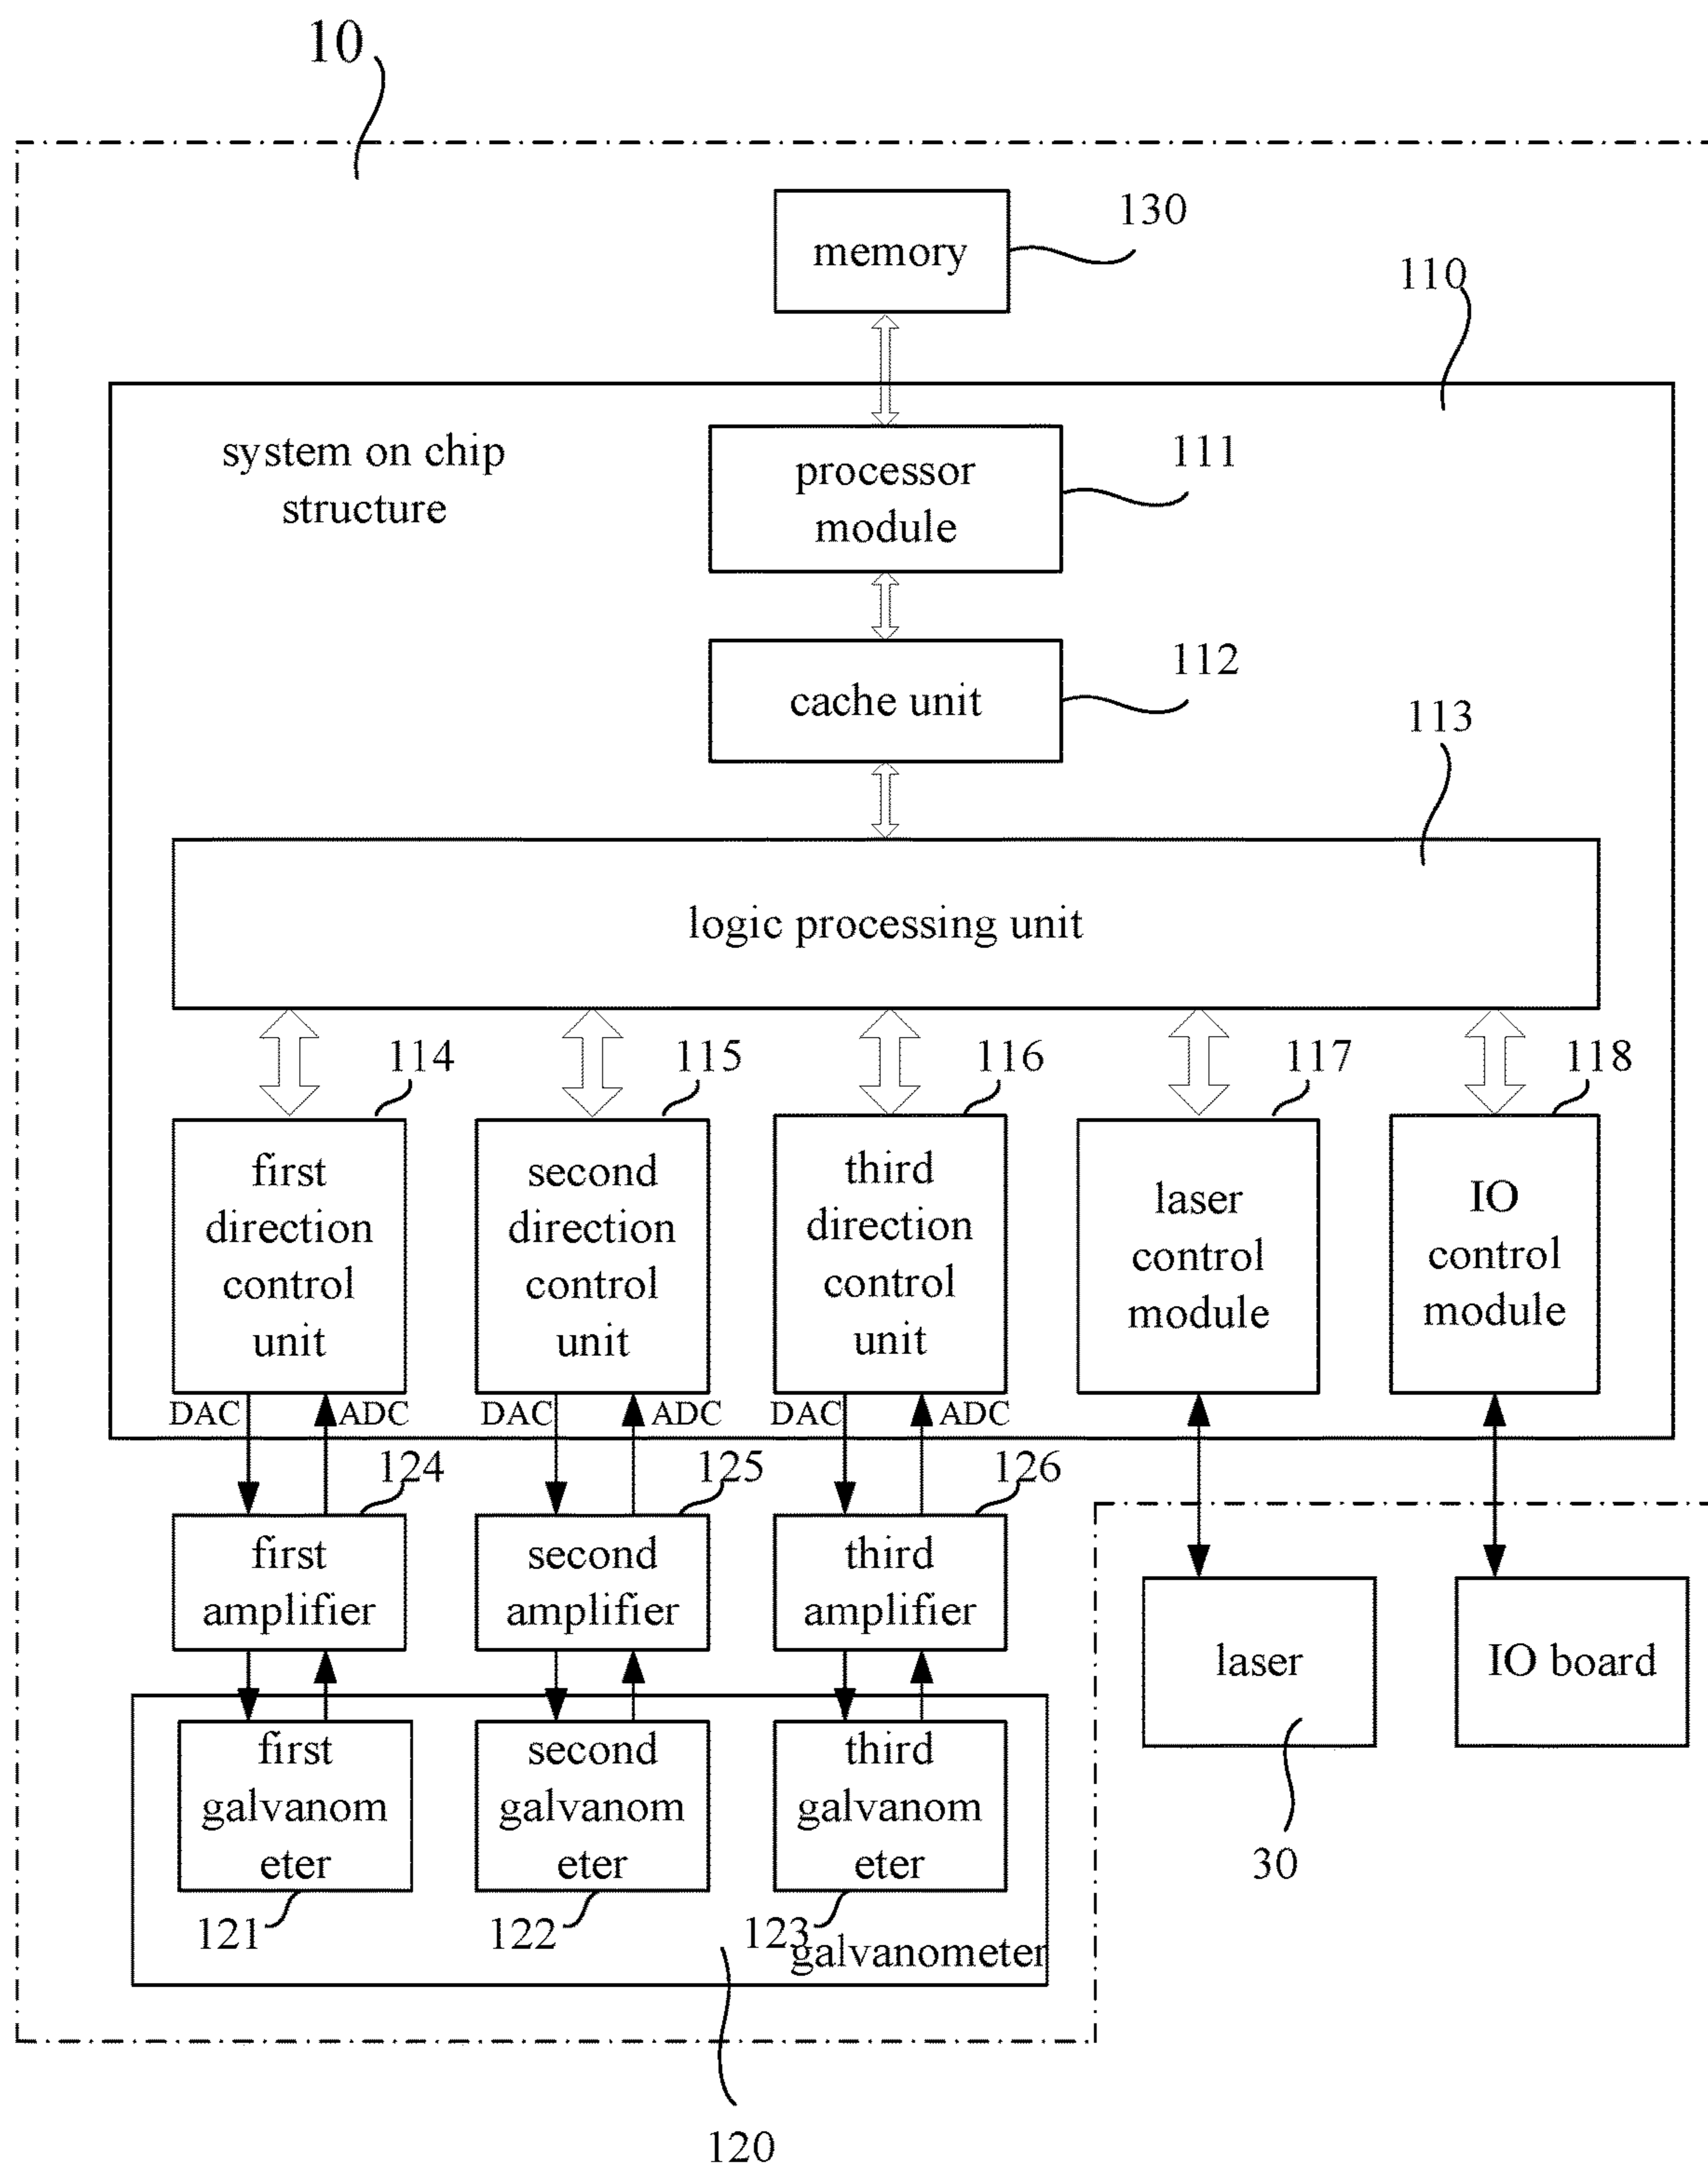 10
memory
130
110
system on chip
structure
processor
module
111
cache unit
112
113
logic processing unit
114
115
116
117
118
first
direction
control
unit
second
direction
control
unit
third
direction
control
unit
laser
control
module
IO
control
module
DAC
ADC
DAC
ADC
DAC
ADC
124
125
126
first
amplifier
second
amplifier
third
amplifier
laser
IO board
first
galvanom
eter
second
galvanom
eter
third
galvanom
eter
30
121
122
123
galvanometer
120